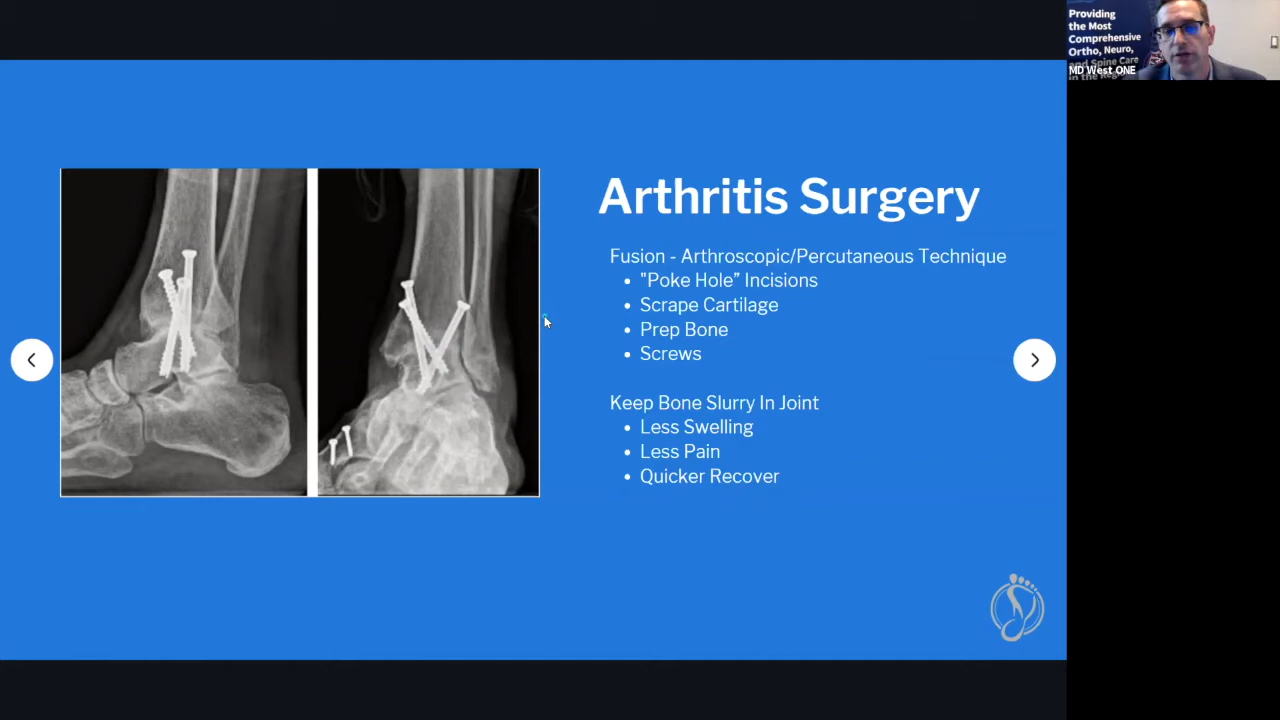 Providing
the Most
Comprehensive
Ortho, Neuro,
and Spine Care
in the Region
MD West ONE
Arthritis Surgery
Fusion - Arthroscopic/Percutaneous Technique
• "Poke Hole” Incisions
• Scrape Cartilage
• Prep Bone
• Screws
Keep Bone Slurry In Joint
• Less Swelling
• Less Pain
• Quicker Recover